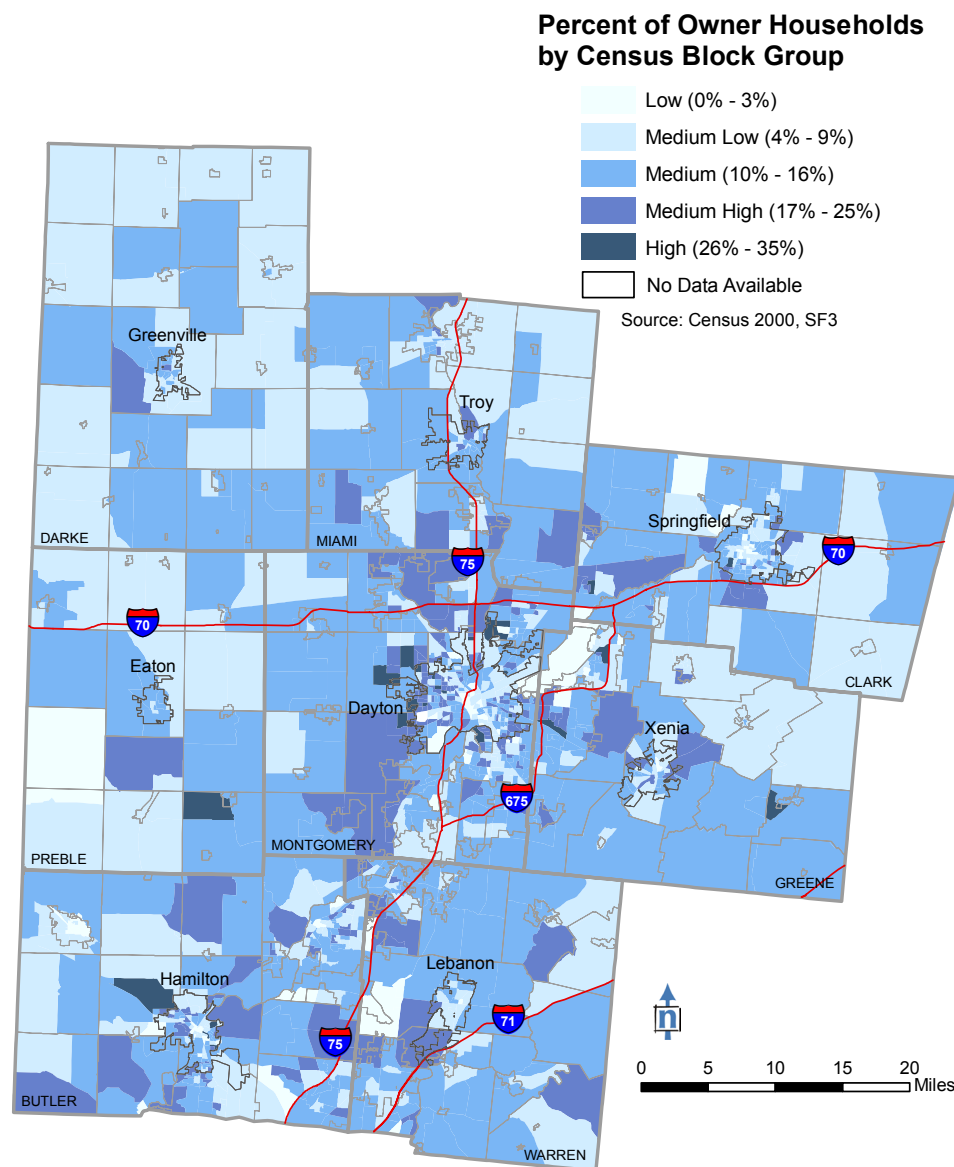 Percent of Owner Households
by Census Block Group
Low (0% - 3%)
Medium Low (4% - 9%)
Medium (10% - 16%)
Medium High (17% - 25%)
High (26% - 35%)
No Data Available
Source: Census 2000, SF3
Greenville
Troy
Springfield
DARKE
MIAMI
75
70
70
Eaton
CLARK
Dayton
Xenia
675
PREBLE
MONTGOMERY
GREENE
Hamilton
Lebanon
n
71
75
0 5 10 15 20
Miles
BUTLER
WARREN